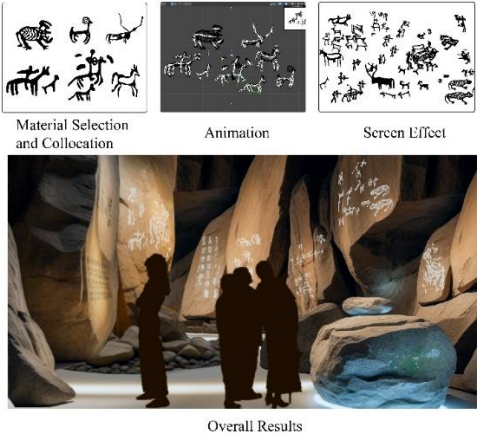 Material Selection
and Collocation
Animation
Screen Effect
Overall Results